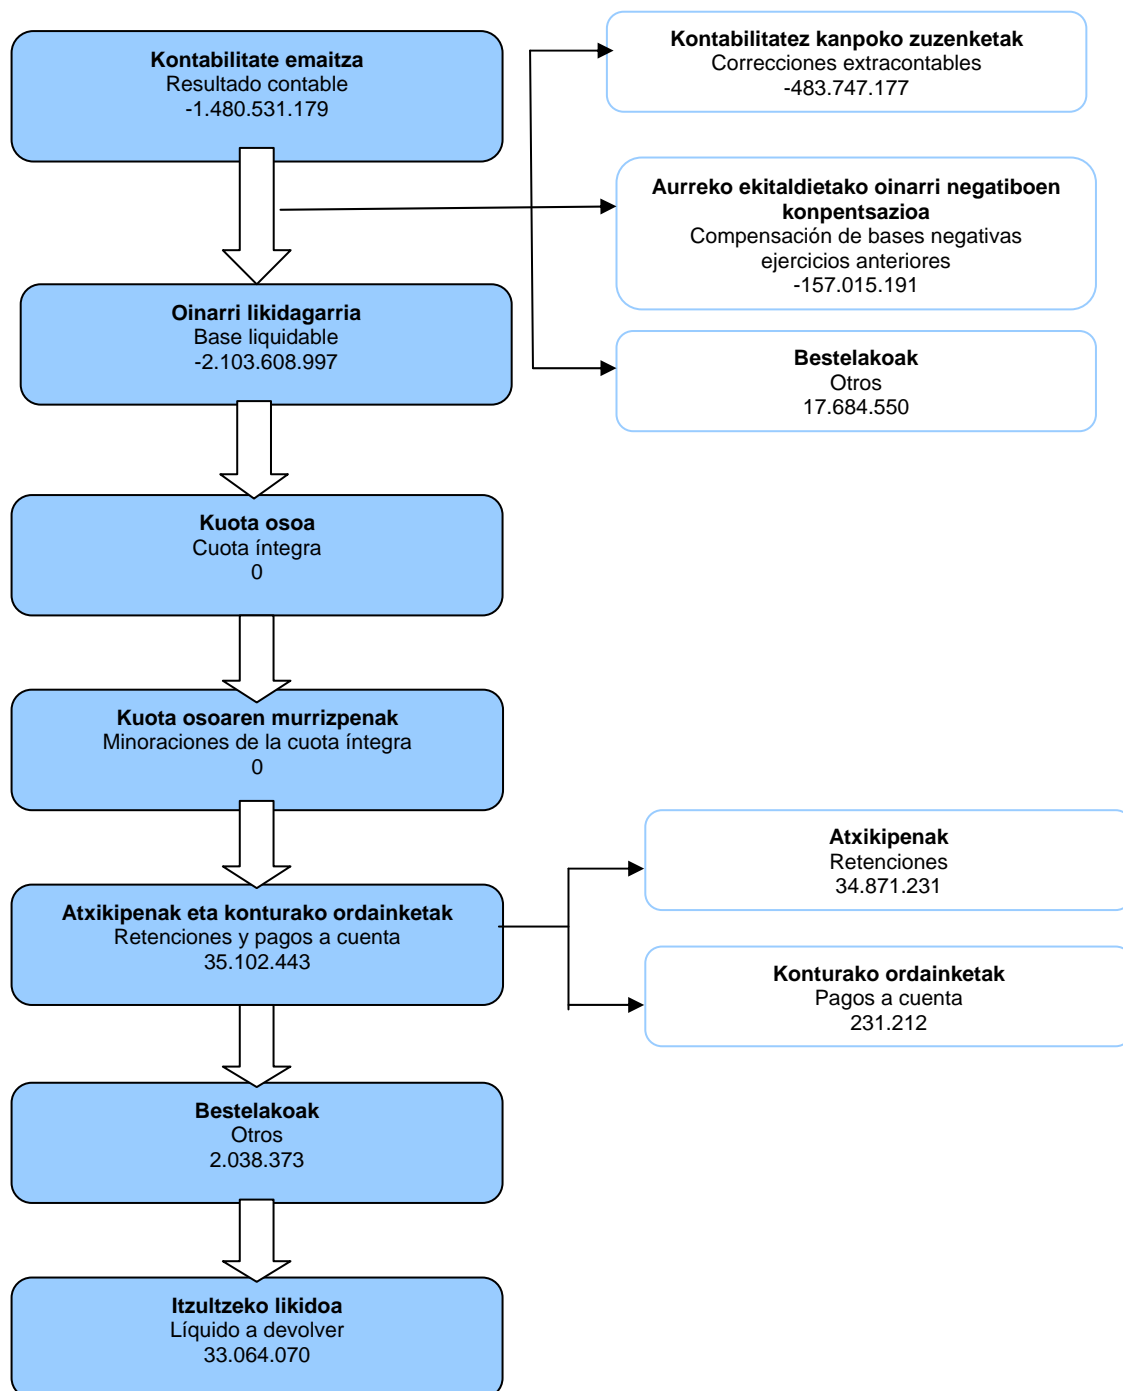 Kontabilitate emaitza
Resultado contable
-1.480.531.179
Kontabilitatez kanpoko zuzenketak
Correcciones extracontables
-483.747.177
Aurreko ekitaldietako oinarri negatiboen
konpentsazioa
Compensación de bases negativas
ejercicios anteriores
-157.015.191
Oinarri likidagarria
Base liquidable
-2.103.608.997
Bestelakoak
Otros
17.684.550
Kuota osoa
Cuota íntegra
0
Kuota osoaren murrizpenak
Minoraciones de la cuota íntegra
0
Atxikipenak
Retenciones
34.871.231
Atxikipenak eta konturako ordainketak
Retenciones y pagos a cuenta
35.102.443
Konturako ordainketak
Pagos a cuenta
231.212
Bestelakoak
Otros
2.038.373
Itzultzeko likidoa
Líquido a devolver
33.064.070